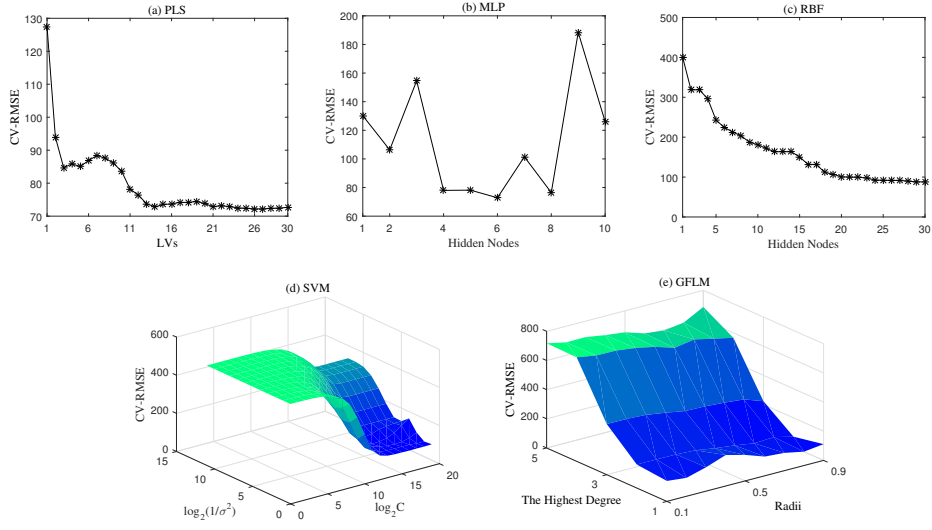 (a) PLS
130
120
110
100
90
80
70
CV-RMSE
1 6 11 16 21 26 30
LVs
(b) MLP
200
180
160
140
120
100
80
60
CV-RMSE
1 2 4 6 8 10
Hidden Nodes
(c) RBF
500
400
300
200
100
0
CV-RMSE
1 5 10 15 20 25 30
Hidden Nodes
(d) SVM
600
400
200
0
CV-RMSE
15 10 5 0
log₂(1/σ²)
0 5 10 15 20
log₂C
(e) GFLM
800
600
400
200
0
CV-RMSE
5 3 1
The Highest Degree
0.1 0.5 0.9
Radii